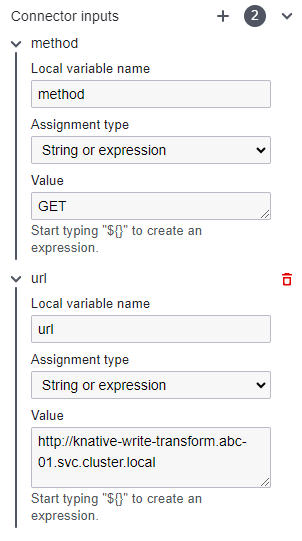 Connector inputs 2
method
Local variable name
method
Assignment type
String or expression
Value
GET
Start typing "${}" to create an
expression.
url
Local variable name
url
Assignment type
String or expression
Value
http://knative-write-transform.abc-
01.svc.cluster.local
Start typing "${}" to create an
expression.